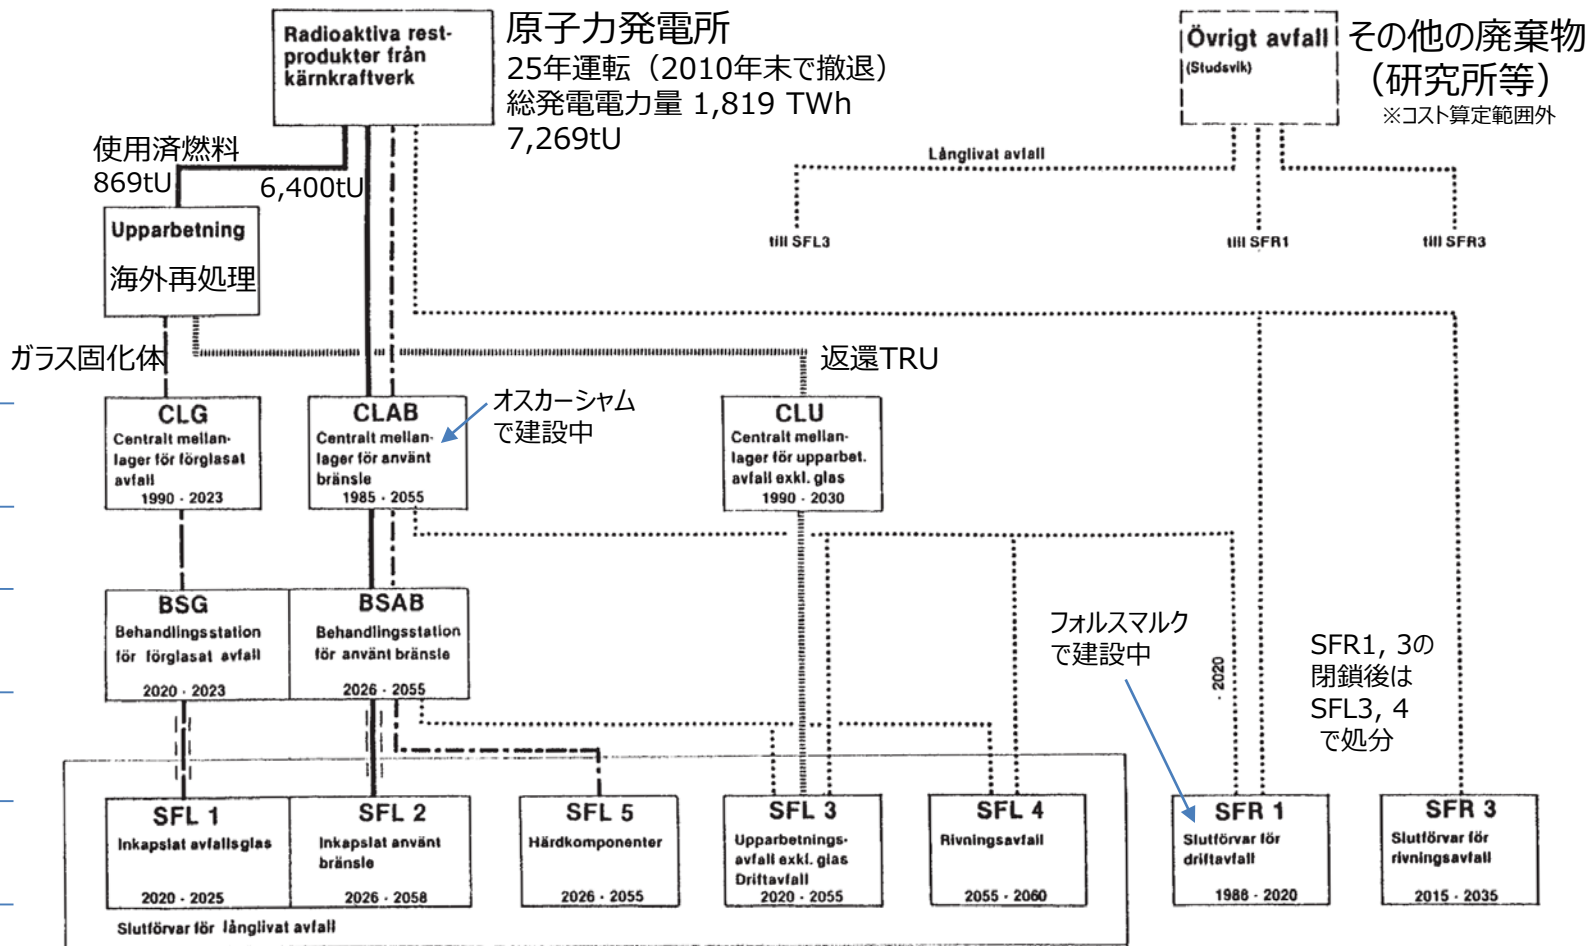 Radioaktiva rest-
produkter från
kärnkraftverk
原子力発電所
25年運転（2010年末で撤退）
総発電電力量 1,819 TWh
7,269tU
Övrigt avfall
(Studsvik)
その他の廃棄物
（研究所等）
※コスト算定範囲外
使用済燃料
869tU
6,400tU
Långlivat avfall
Upparbetning
海外再処理
till SFL3
till SFR1
till SFR3
ガラス固化体
返還TRU
CLG
Centralt mellan-
lager för förglasat
avfall
1990 - 2023
CLAB
Centralt mellan-
lager för använt
bränsle
1985 - 2055
オスカーシャム
で建設中
CLU
Centralt mellan-
lager för upparbet.
avfall exkl. glas
1990 - 2030
BSG
Behandlingsstation
för förglasat avfall
2020 - 2023
BSAB
Behandlingsstation
för använt bränsle
2026 - 2055
フォルスマルク
で建設中
- 2020
SFR1, 3の
閉鎖後は
SFL3, 4
で処分
SFL 1
Inkapslat avfallsglas
2020 - 2025
SFL 2
Inkapslat använt
bränsle
2026 - 2058
SFL 5
Härdkomponenter
2026 - 2055
SFL 3
Upparbetnings-
avfall exkl. glas
Driftavfall
2020 - 2055
SFL 4
Rivningsavfall
2055 - 2060
SFR 1
Slutförvar för
driftavfall
1988 - 2020
SFR 3
Slutförvar för
rivningsavfall
2015 - 2035
Slutförvar för långlivat avfall